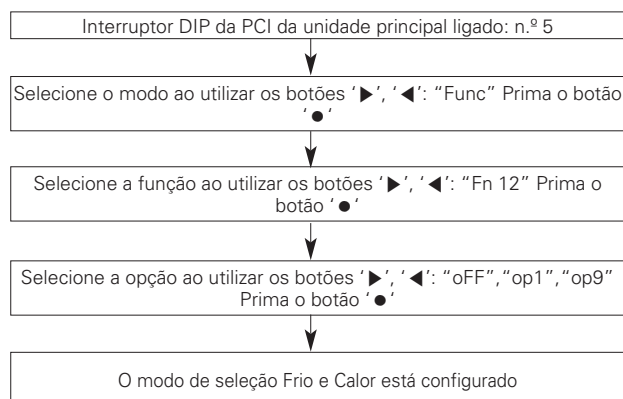 Interruptor DIP da PCI da unidade principal ligado: n.º 5
Selecione o modo ao utilizar os botões ‘▶’, ‘◀’: “Func” Prima o botão
‘●‘
Selecione a função ao utilizar os botões ‘▶’, ‘◀’: “Fn 12” Prima o
botão ‘●‘
Selecione a opção ao utilizar os botões ‘▶’, ‘◀’: “oFF”,“op1”,“op9”
Prima o botão ‘●‘
O modo de seleção Frio e Calor está configurado